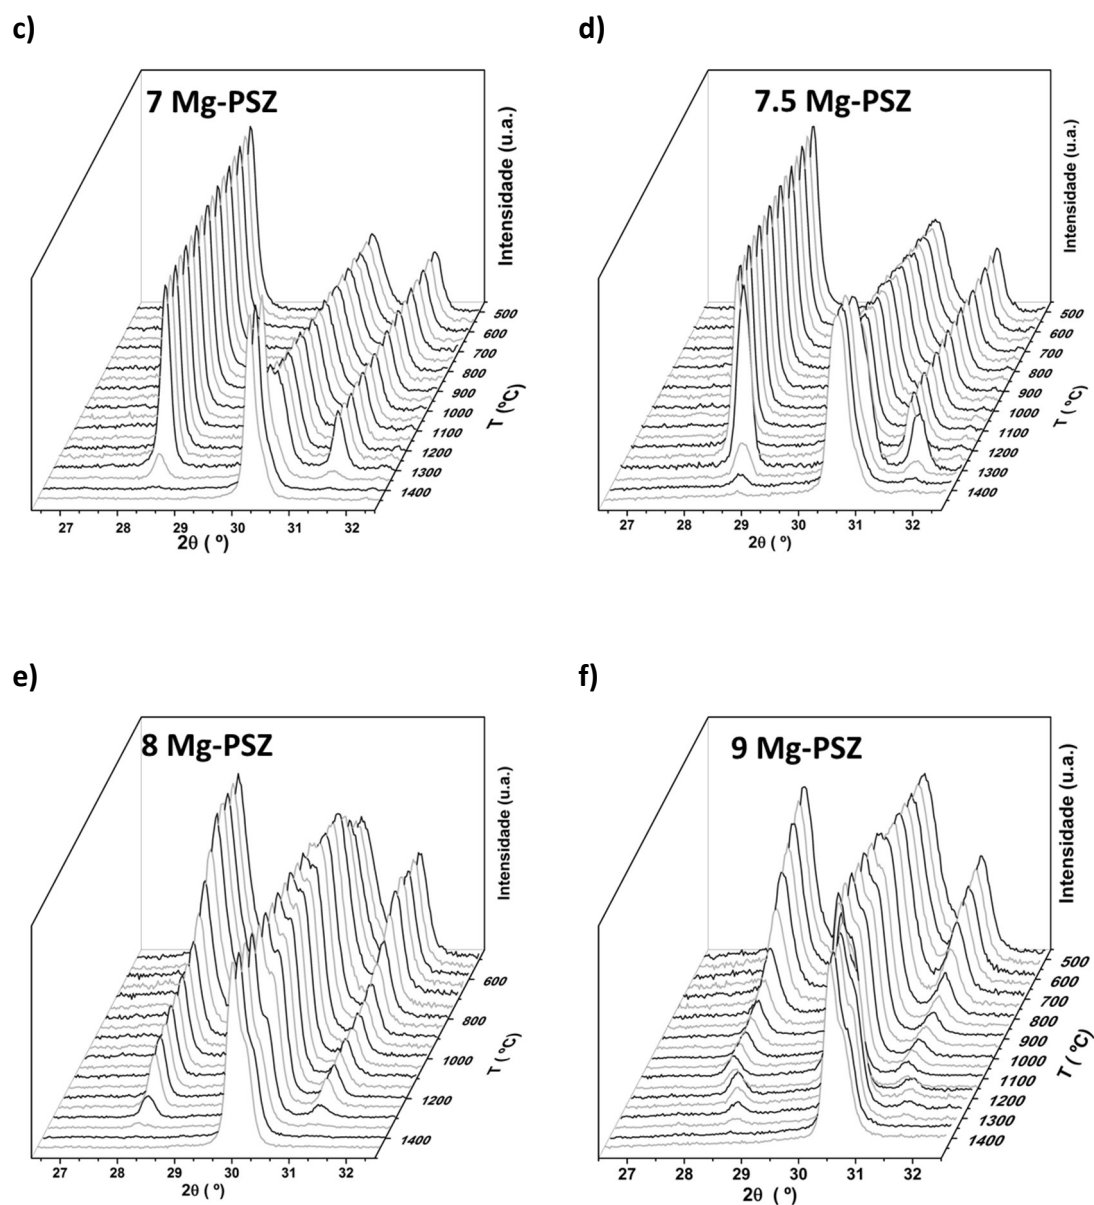 c)
7 Mg-PSZ
Intensidade (u.a.)
500
600
700
800
900
1000
1100
1200
1300
1400
T (ºC)
27 28 29 30 31 32
2θ ( º)
d)
7.5 Mg-PSZ
Intensidade (u.a.)
500
600
700
800
900
1000
1100
1200
1300
1400
T ( ºC)
27 28 29 30 31 32
2θ ( º)
e)
8 Mg-PSZ
Intensidade (u.a.)
600
800
1000
1200
1400
T ( ºC)
27 28 29 30 31 32
2θ ( º)
f)
9 Mg-PSZ
Intensidade (u.a.)
500
600
700
800
900
1000
1100
1200
1300
1400
T ( ºC)
27 28 29 30 31 32
2θ ( º)